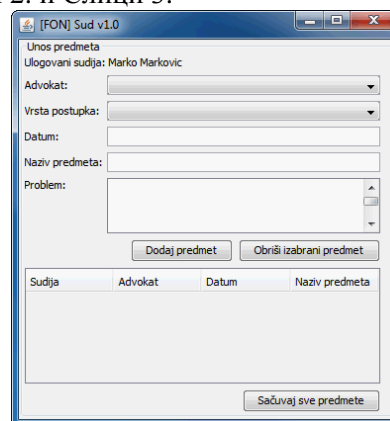 2. и Слици 3.
[FON] Sud v1.0
Unos predmeta
Ulogovani sudija: Marko Markovic
Advokat:
Vrsta postupka:
Datum:
Naziv predmeta:
Problem:
Dodaj predmet Obriši izabrani predmet
Sudija Advokat Datum Naziv predmeta
Sačuvaj sve predmete